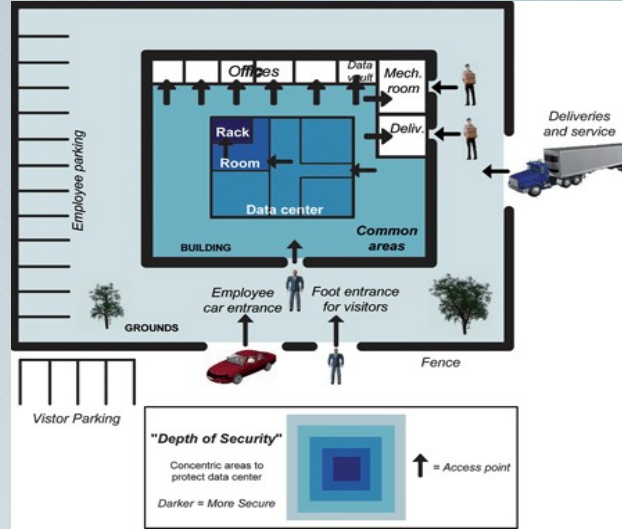 Offices
Data
vault
Mech.
room
Deliv.
Deliveries
and service
Employee parking
Rack
Room
Data center
Common
areas
BUILDING
Employee
car entrance
Foot entrance
for visitors
GROUNDS
Fence
Vistor Parking
"Depth of Security"
Concentric areas to
protect data center
Darker = More Secure
= Access point